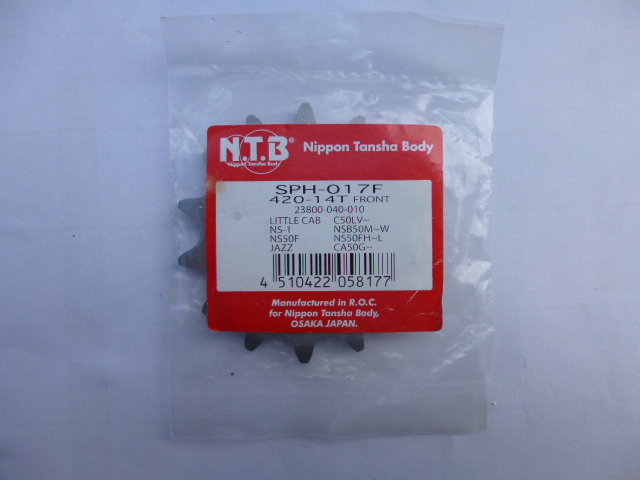 N.T.B® Nippon Tansha Body
Nippon Tansha Body
SPH-017F
420-14T FRONT
23800-040-010
LITTLE CAB C50LV~
NS-1 NSB50M~W
NS50F NS50FH~L
JAZZ CA50G~
4 510422 058177
Manufactured in R.O.C.
for Nippon Tansha Body,
OSAKA JAPAN.